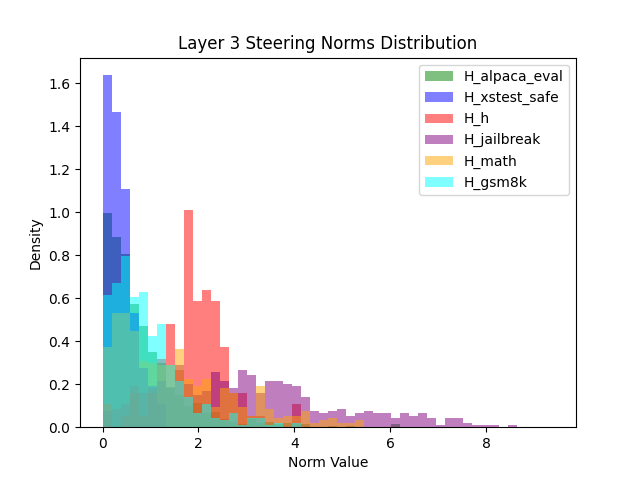 Layer 3 Steering Norms Distribution
H_alpaca_eval
H_xstest_safe
H_h
H_jailbreak
H_math
H_gsm8k
Density
1.6
1.4
1.2
1.0
0.8
0.6
0.4
0.2
0.0
0 2 4 6 8
Norm Value